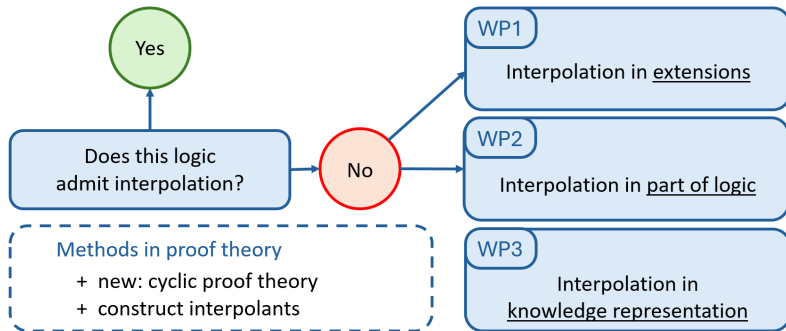 Yes
Does this logic
admit interpolation?
No
WP1
Interpolation in extensions
WP2
Interpolation in part of logic
WP3
Interpolation in
knowledge representation
Methods in proof theory
+ new: cyclic proof theory
+ construct interpolants